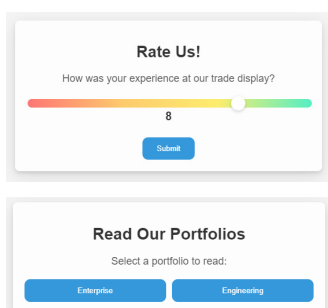 Rate Us!
How was your experience at our trade display?
8
Submit
Read Our Portfolios
Select a portfolio to read:
Enterprise Engineering